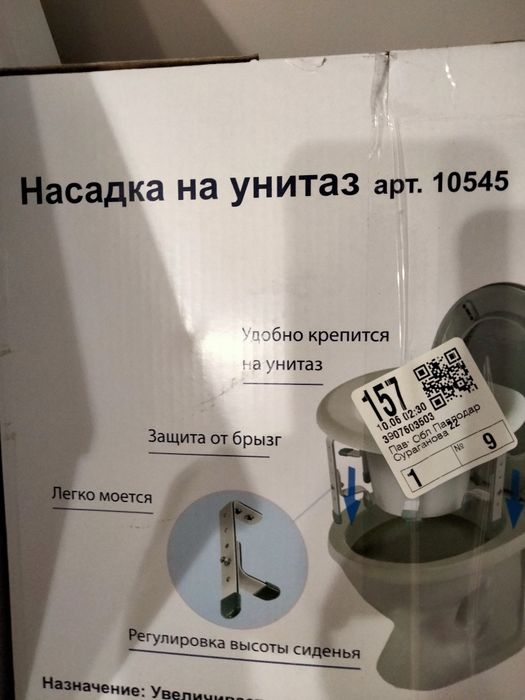 Насадка на унитаз арт. 10545
Удобно крепится
на унитаз
157
10.06 02:30
3907603603
Пав. Обл Павлодар
Сураганова 22
1
№
9
Защита от брызг
Легко моется
Регулировка высоты сиденья
Назначение: